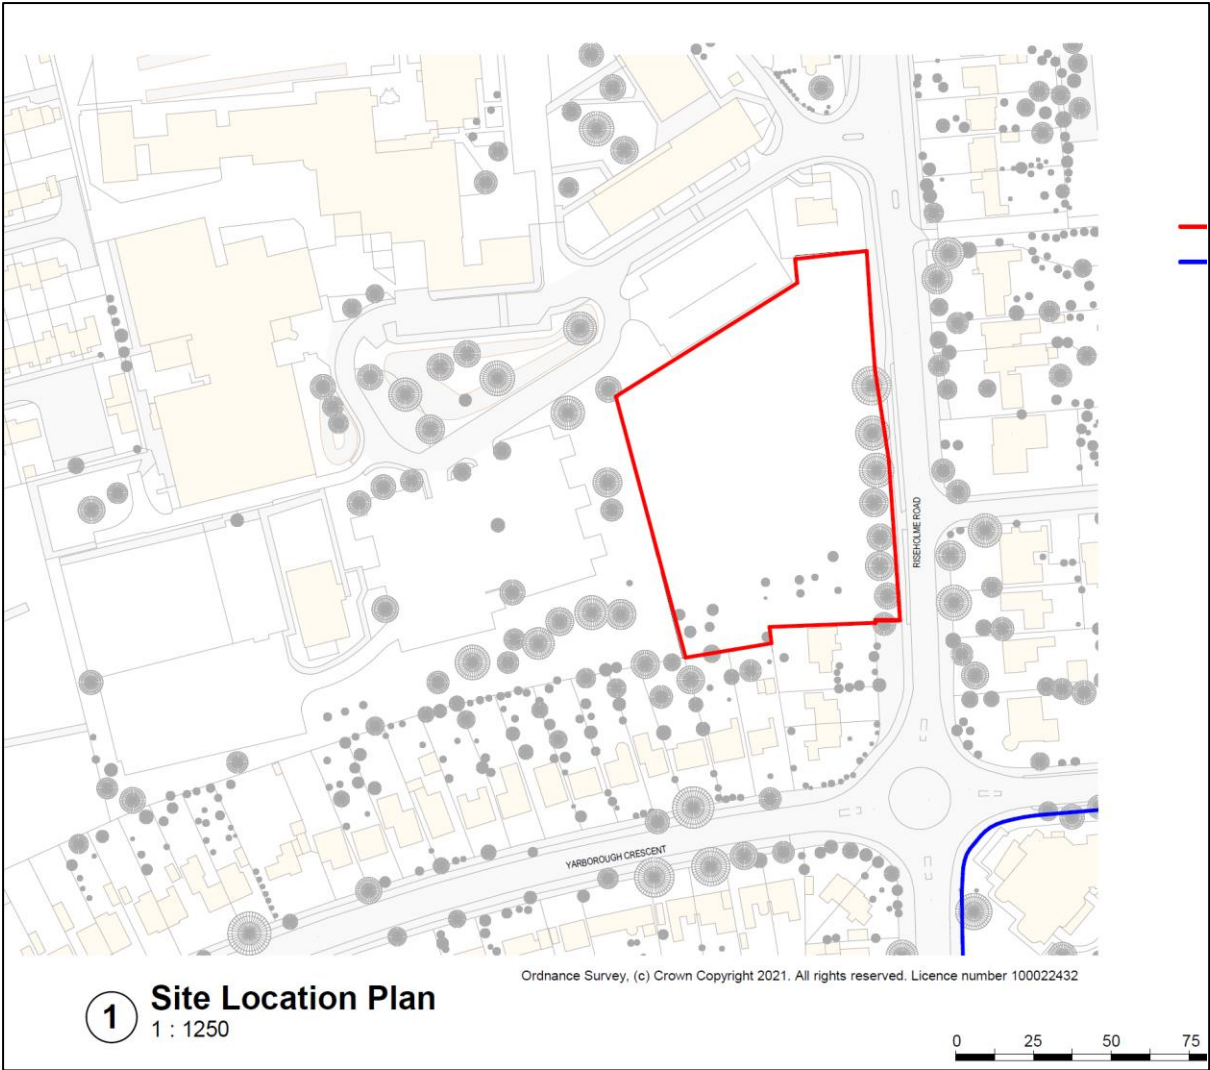 RISEHOLME ROAD
YARBOROUGH CRESCENT
Ordnance Survey, (c) Crown Copyright 2021. All rights reserved. Licence number 100022432
1 Site Location Plan
1 : 1250
0 25 50 75